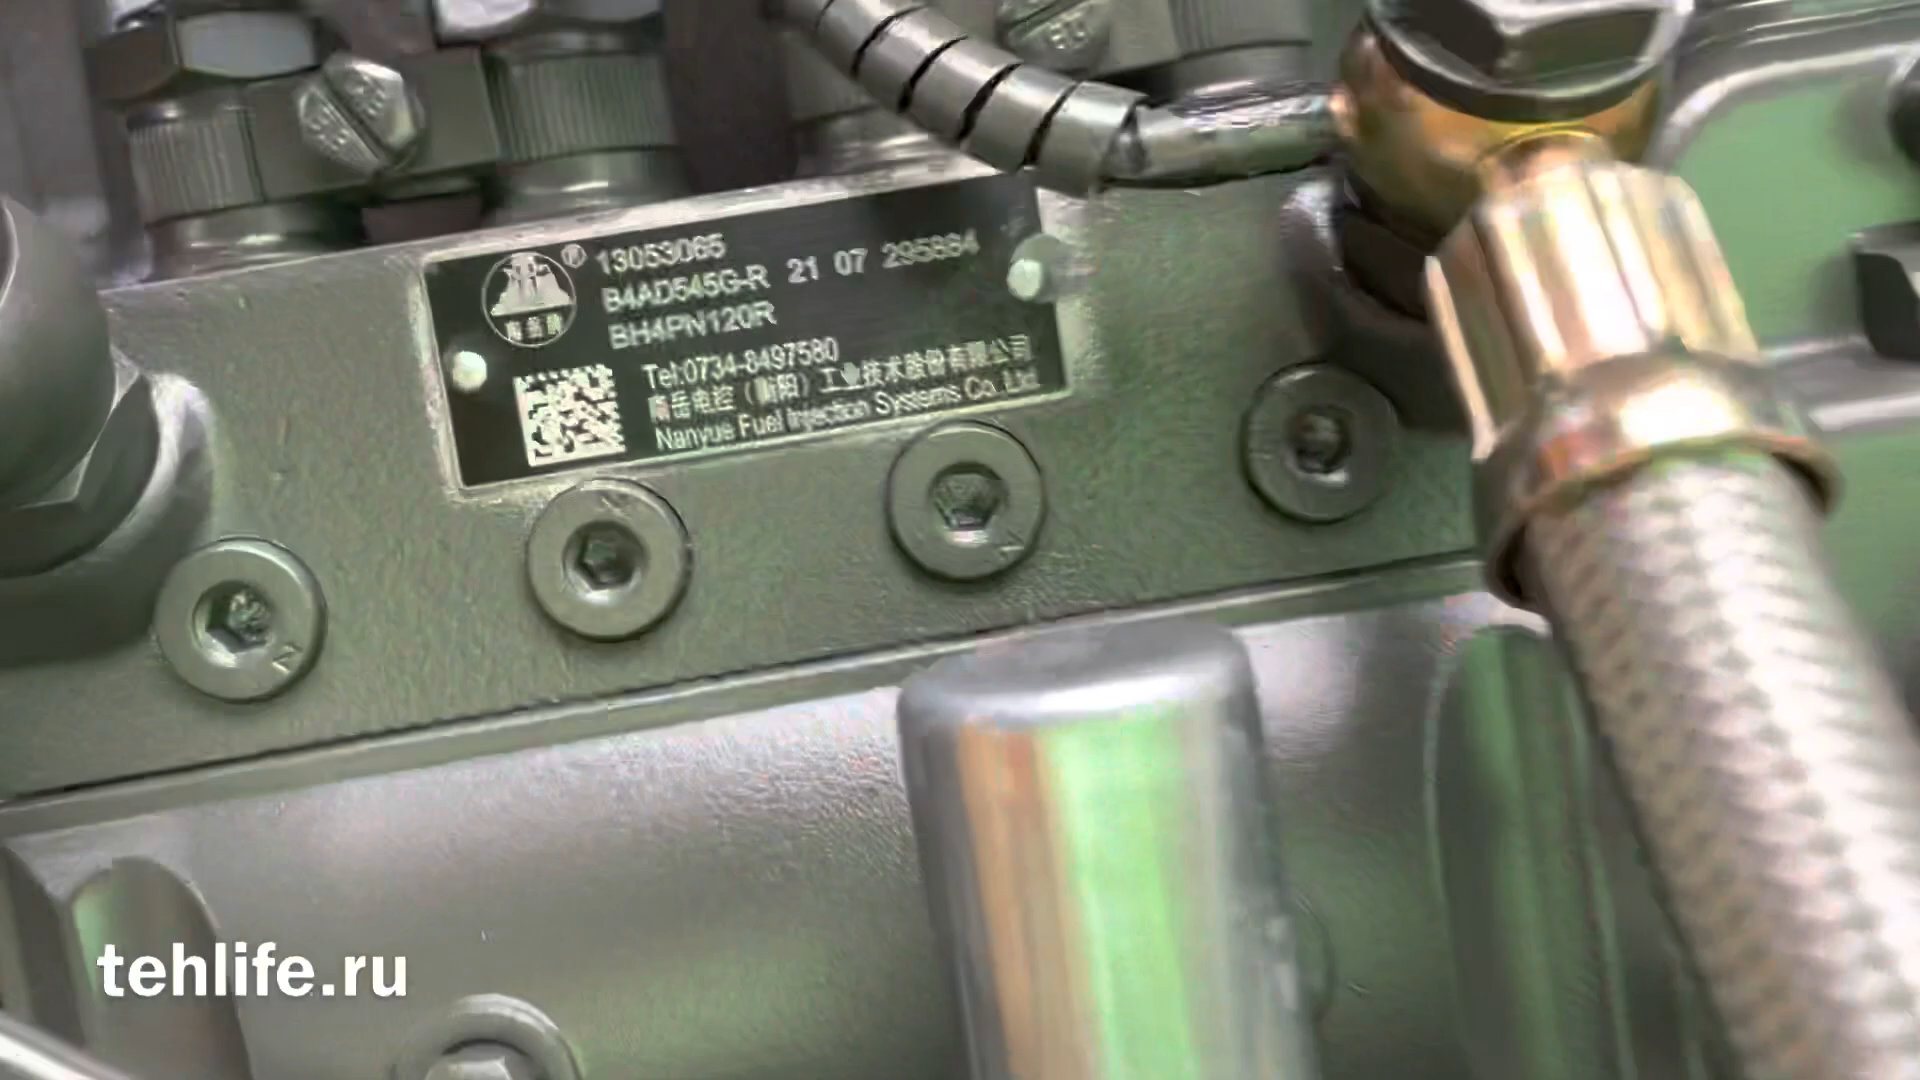 ®
13053065
B4AD545G-R 21 07 295884
BH4PN120R
Tel:0734-8497580
南岳电控（衡阳）工业技术股份有限公司
Nanyue Fuel Injection Systems Co.,Ltd.
tehlife.ru